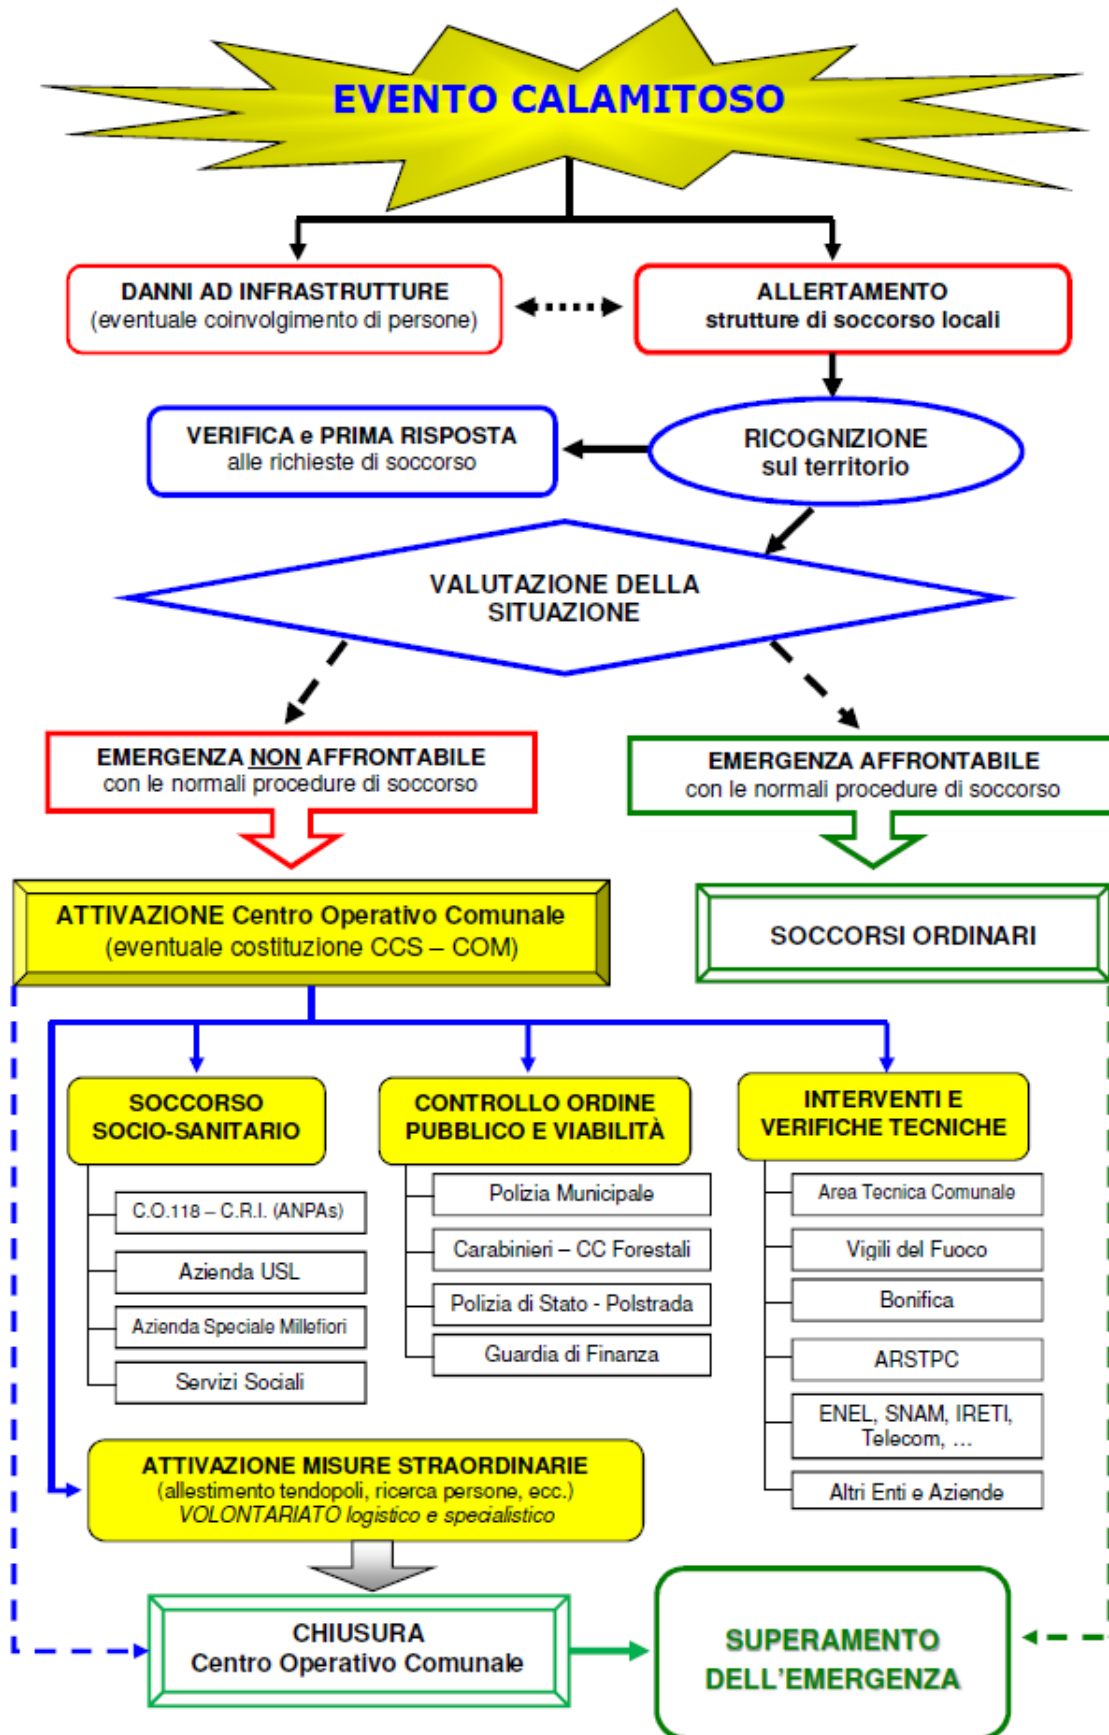 EVENTO CALAMITOSO
DANNI AD INFRASTRUTTURE
(eventuale coinvolgimento di persone)
ALLERTAMENTO
strutture di soccorso locali
VERIFICA e PRIMA RISPOSTA
alle richieste di soccorso
RICOGNIZIONE
sul territorio
VALUTAZIONE DELLA
SITUAZIONE
EMERGENZA NON AFFRONTABILE
con le normali procedure di soccorso
EMERGENZA AFFRONTABILE
con le normali procedure di soccorso
ATTIVAZIONE Centro Operativo Comunale
(eventuale costituzione CCS – COM)
SOCCORSI ORDINARI
SOCCORSO
SOCIO-SANITARIO
C.O.118 – C.R.I. (ANPAs)
Azienda USL
Azienda Speciale Millefiori
Servizi Sociali
CONTROLLO ORDINE
PUBBLICO E VIABILITÀ
Polizia Municipale
Carabinieri – CC Forestali
Polizia di Stato - Polstrada
Guardia di Finanza
INTERVENTI E
VERIFICHE TECNICHE
Area Tecnica Comunale
Vigili del Fuoco
Bonifica
ARSTPC
ENEL, SNAM, IRETI,
Telecom, …
Altri Enti e Aziende
ATTIVAZIONE MISURE STRAORDINARIE
(allestimento tendopoli, ricerca persone, ecc.)
VOLONTARIATO logistico e specialistico
CHIUSURA
Centro Operativo Comunale
SUPERAMENTO
DELL'EMERGENZA